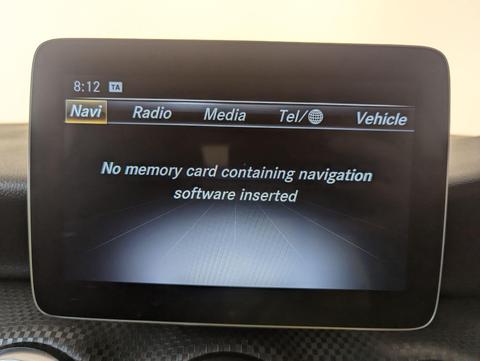 8:12 TA
Navi Radio Media Tel/ Vehicle
No memory card containing navigation
software inserted